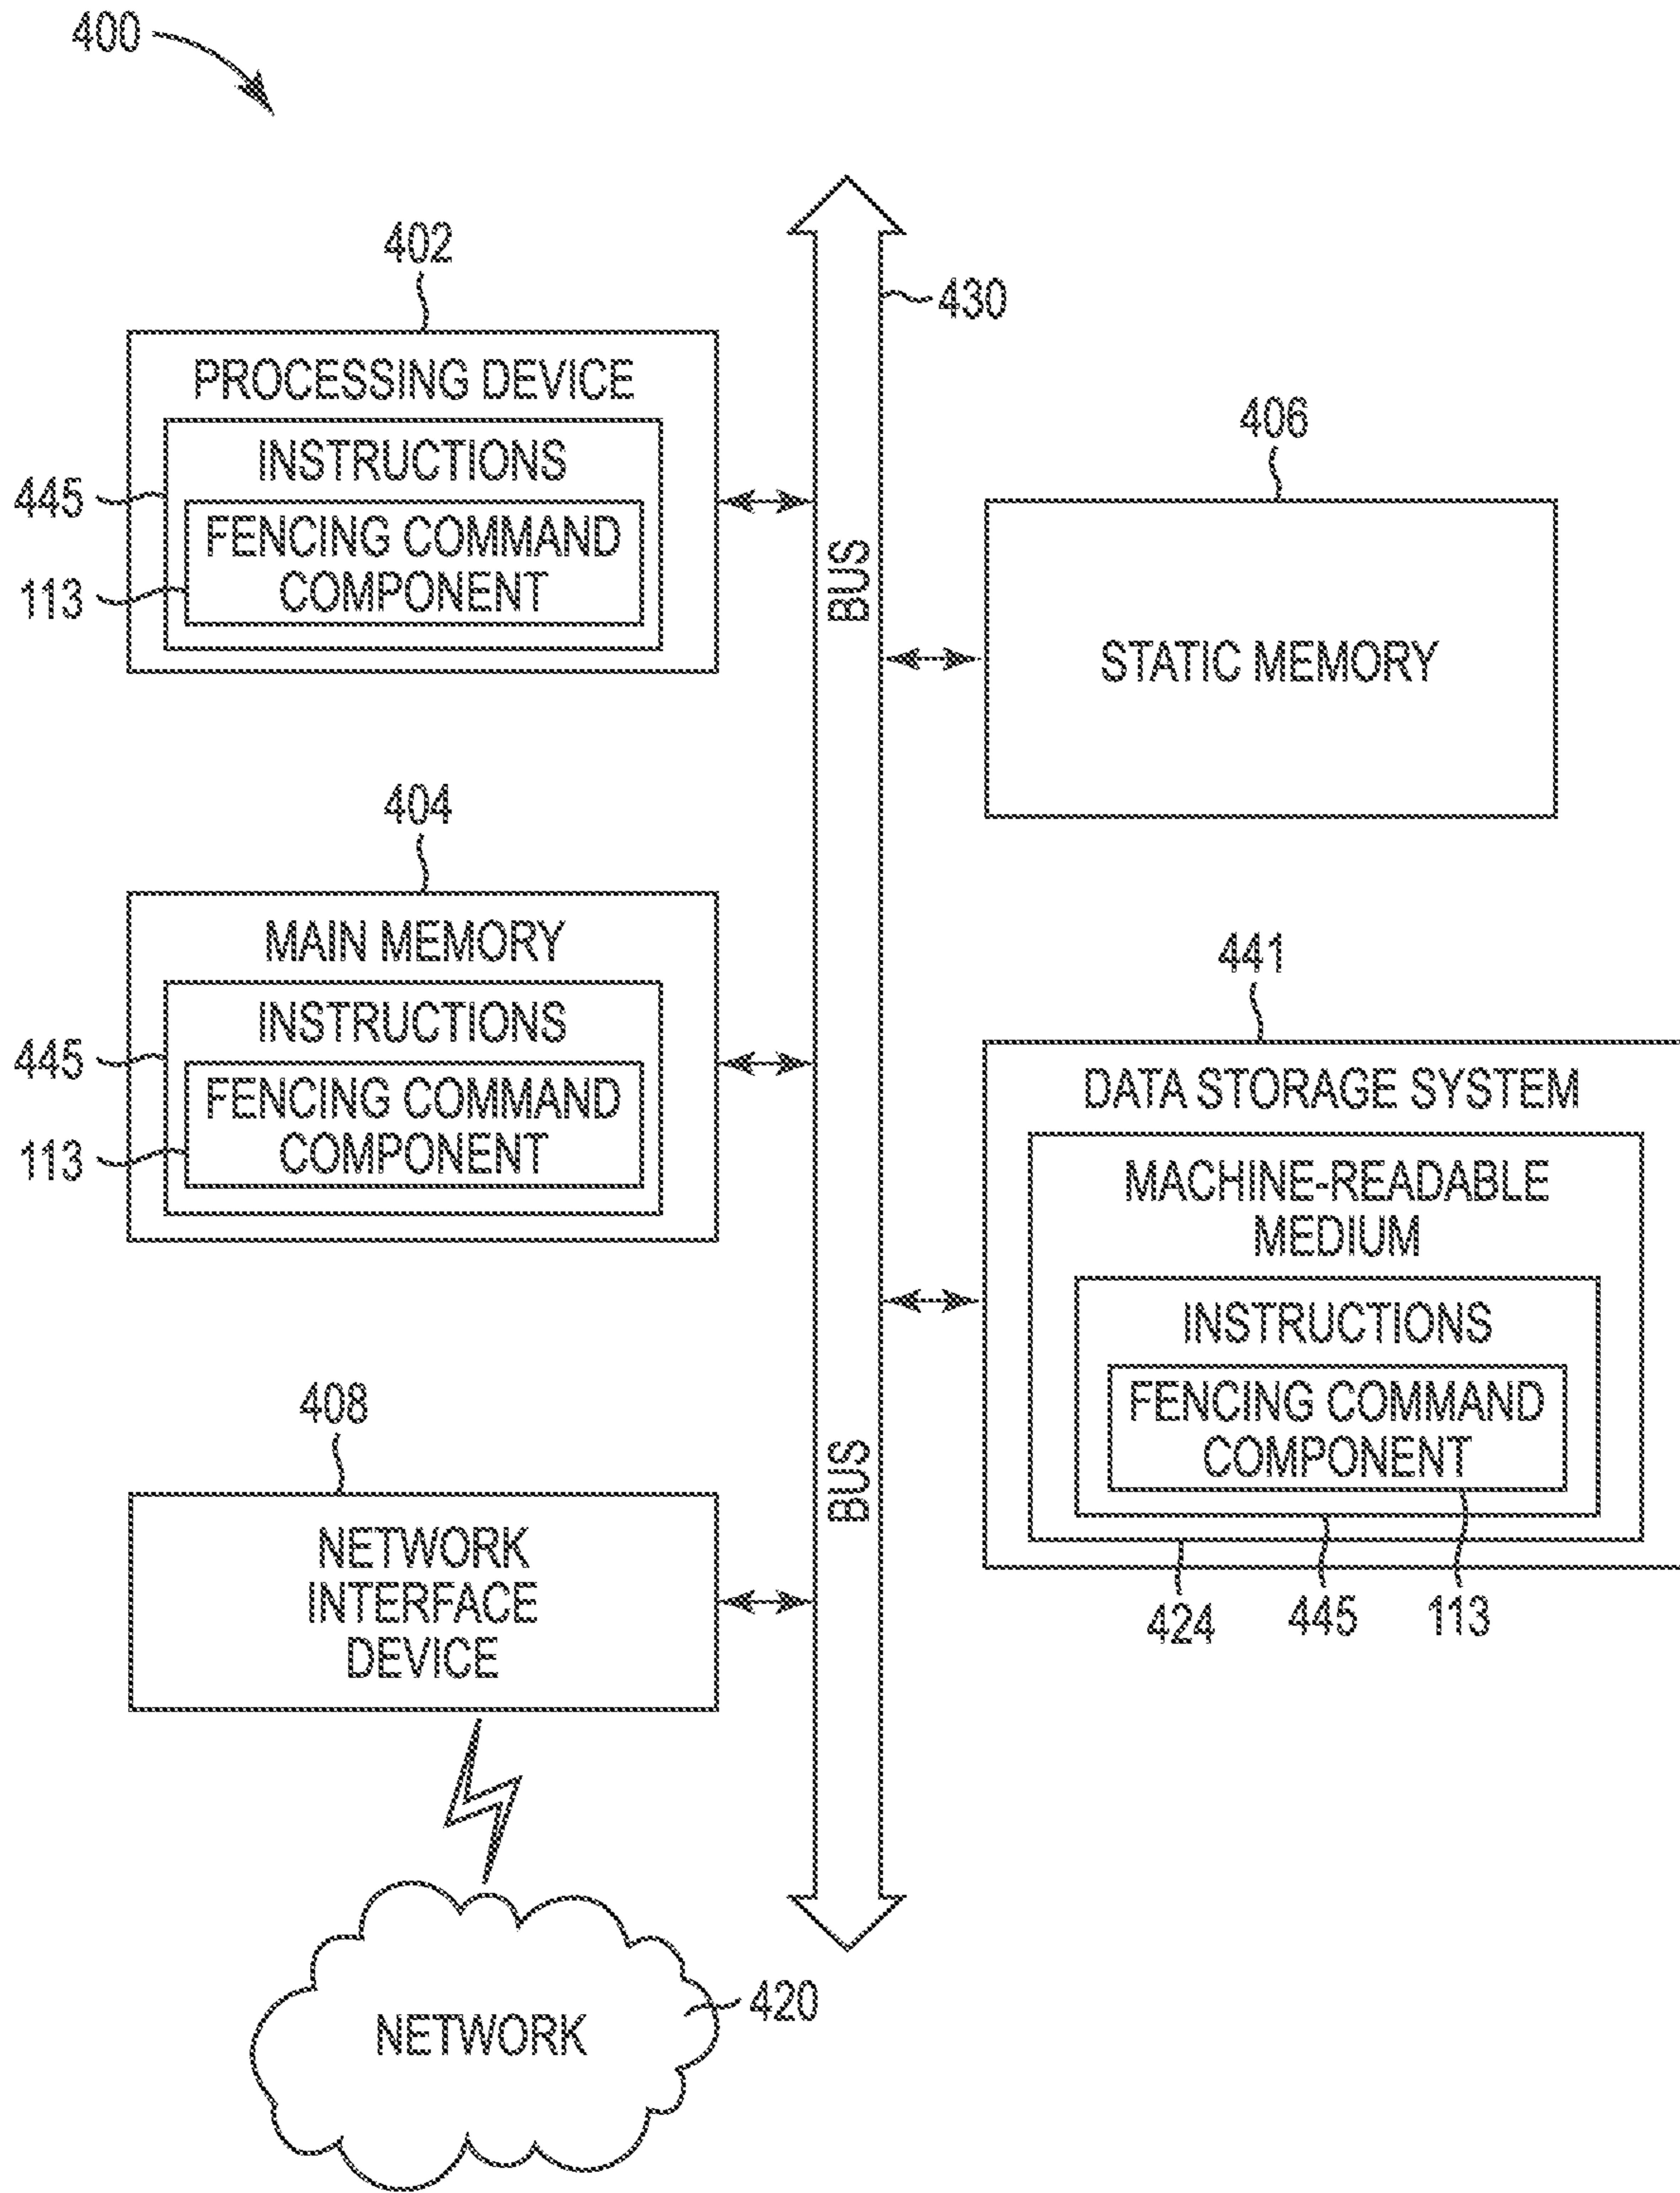 400
402
430
PROCESSING DEVICE
406
INSTRUCTIONS
445
FENCING COMMAND
COMPONENT
113
BUS
STATIC MEMORY
404
MAIN MEMORY
441
INSTRUCTIONS
445
FENCING COMMAND
COMPONENT
113
DATA STORAGE SYSTEM
MACHINE-READABLE
MEDIUM
INSTRUCTIONS
FENCING COMMAND
COMPONENT
408
BUS
NETWORK
INTERFACE
DEVICE
424
445
113
420
NETWORK